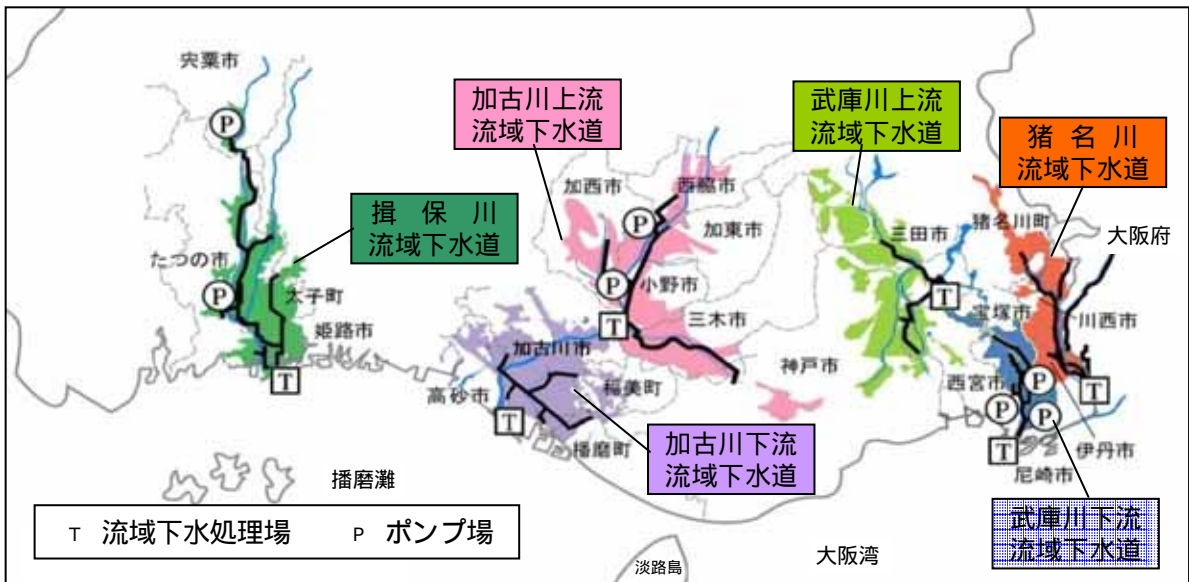 宍粟市
P
加古川上流
流域下水道
武庫川上流
流域下水道
猪 名 川
流域下水道
加西市
西脇市
P
加東市
揖 保 川
流域下水道
三田市
猪名川町
大阪府
たつの市
P
太子町
姫路市
T
P
小野市
T
三木市
T
宝塚市
川西市
加古川市
高砂市
稲美町
T
播磨町
神戸市
西宮市
P
P
P
T
T
伊丹市
尼崎市
加古川下流
流域下水道
武庫川下流
流域下水道
播磨灘
大阪湾
淡路島
T 流域下水処理場 P ポンプ場